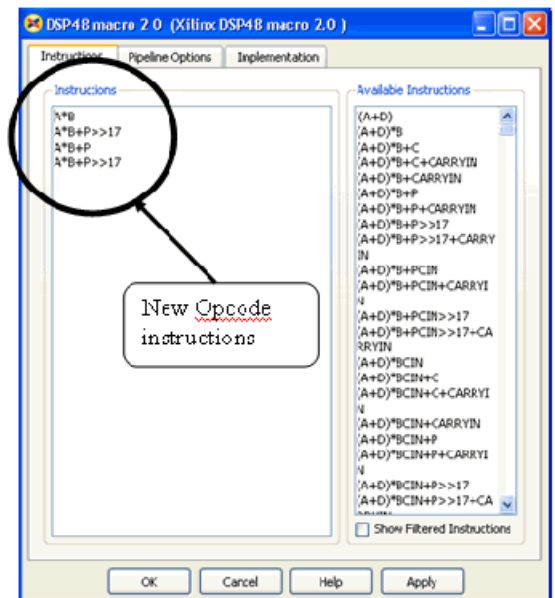 DSP48 macro 2 0 (Xilinx DSP48 macro 2.0 )
Instructions Pipeline Options Implementation
Instructions
A*B
A*B+P>>17
A*B+P
A*B+P>>17
New Opcode
instructions
Available Instructions
(A+D)
(A+D)*B
(A+D)*B+C
(A+D)*B+C+CARRYIN
(A+D)*B+CARRYIN
(A+D)*B+P
(A+D)*B+P+CARRYIN
(A+D)*B+P>>17
(A+D)*B+P>>17+CARRY
IN
(A+D)*B+PCIN
(A+D)*B+PCIN+CARRYI
N
(A+D)*B+PCIN>>17
(A+D)*B+PCIN>>17+CA
RRYIN
(A+D)*BCIN
(A+D)*BCIN+C
(A+D)*BCIN+C+CARRYI
N
(A+D)*BCIN+CARRYIN
(A+D)*BCIN+P
(A+D)*BCIN+P+CARRYI
N
(A+D)*BCIN+P>>17
(A+D)*BCIN+P>>17+CA
Show Filtered Instructions
OK Cancel Help Apply